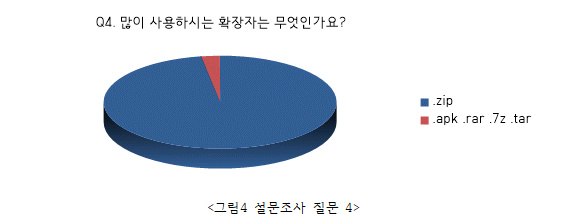 Q4. 많이 사용하시는 확장자는 무엇인가요?
.zip
.apk .rar .7z .tar
<그림4 설문조사 질문 4>